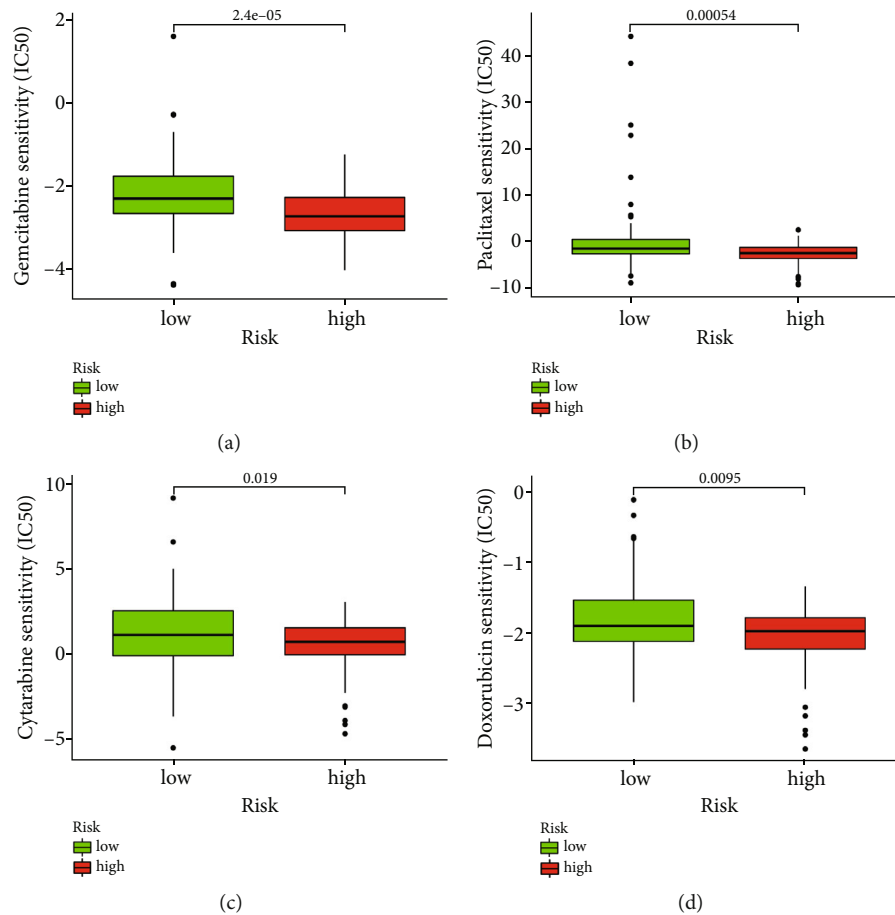 2.4e–05
Gemcitabine sensitivity (IC50)
2
0
–2
–4
low
high
Risk
Risk
low
high
(a)
0.00054
Paclitaxel sensitivity (IC50)
40
30
20
10
0
–10
low
high
Risk
Risk
low
high
(b)
0.019
Cytarabine sensitivity (IC50)
10
5
0
–5
low
high
Risk
Risk
low
high
(c)
0.0095
Doxorubicin sensitivity (IC50)
0
–1
–2
–3
low
high
Risk
Risk
low
high
(d)